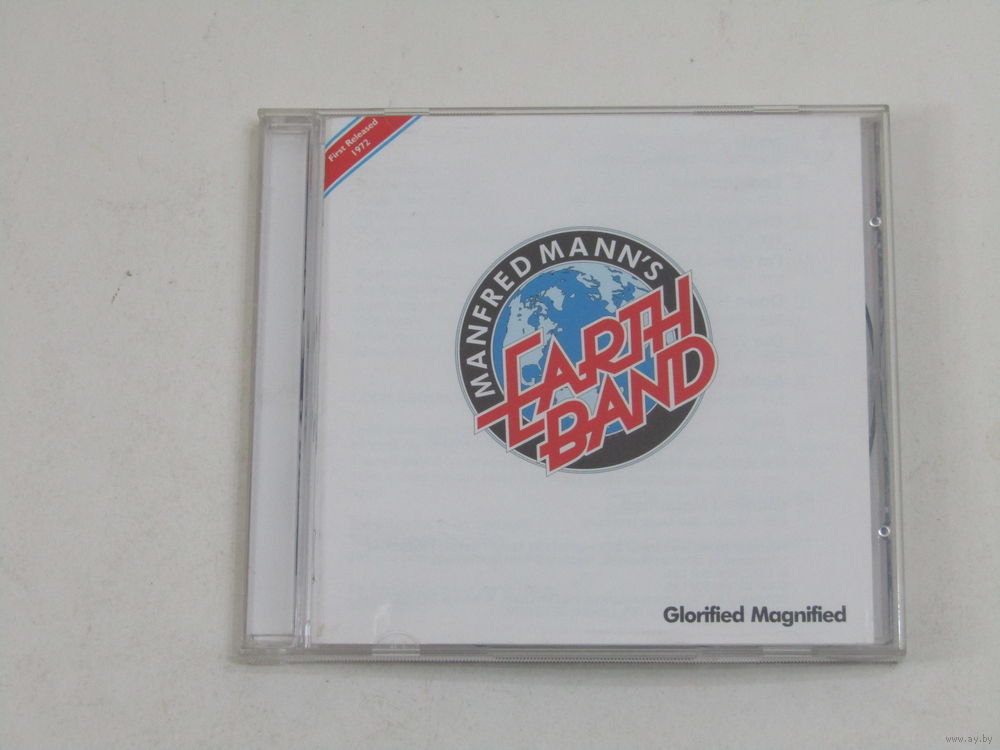 First Released
1972
MANFRED MANN'S
EARTH
BAND
Glorified Magnified
www.ay.by